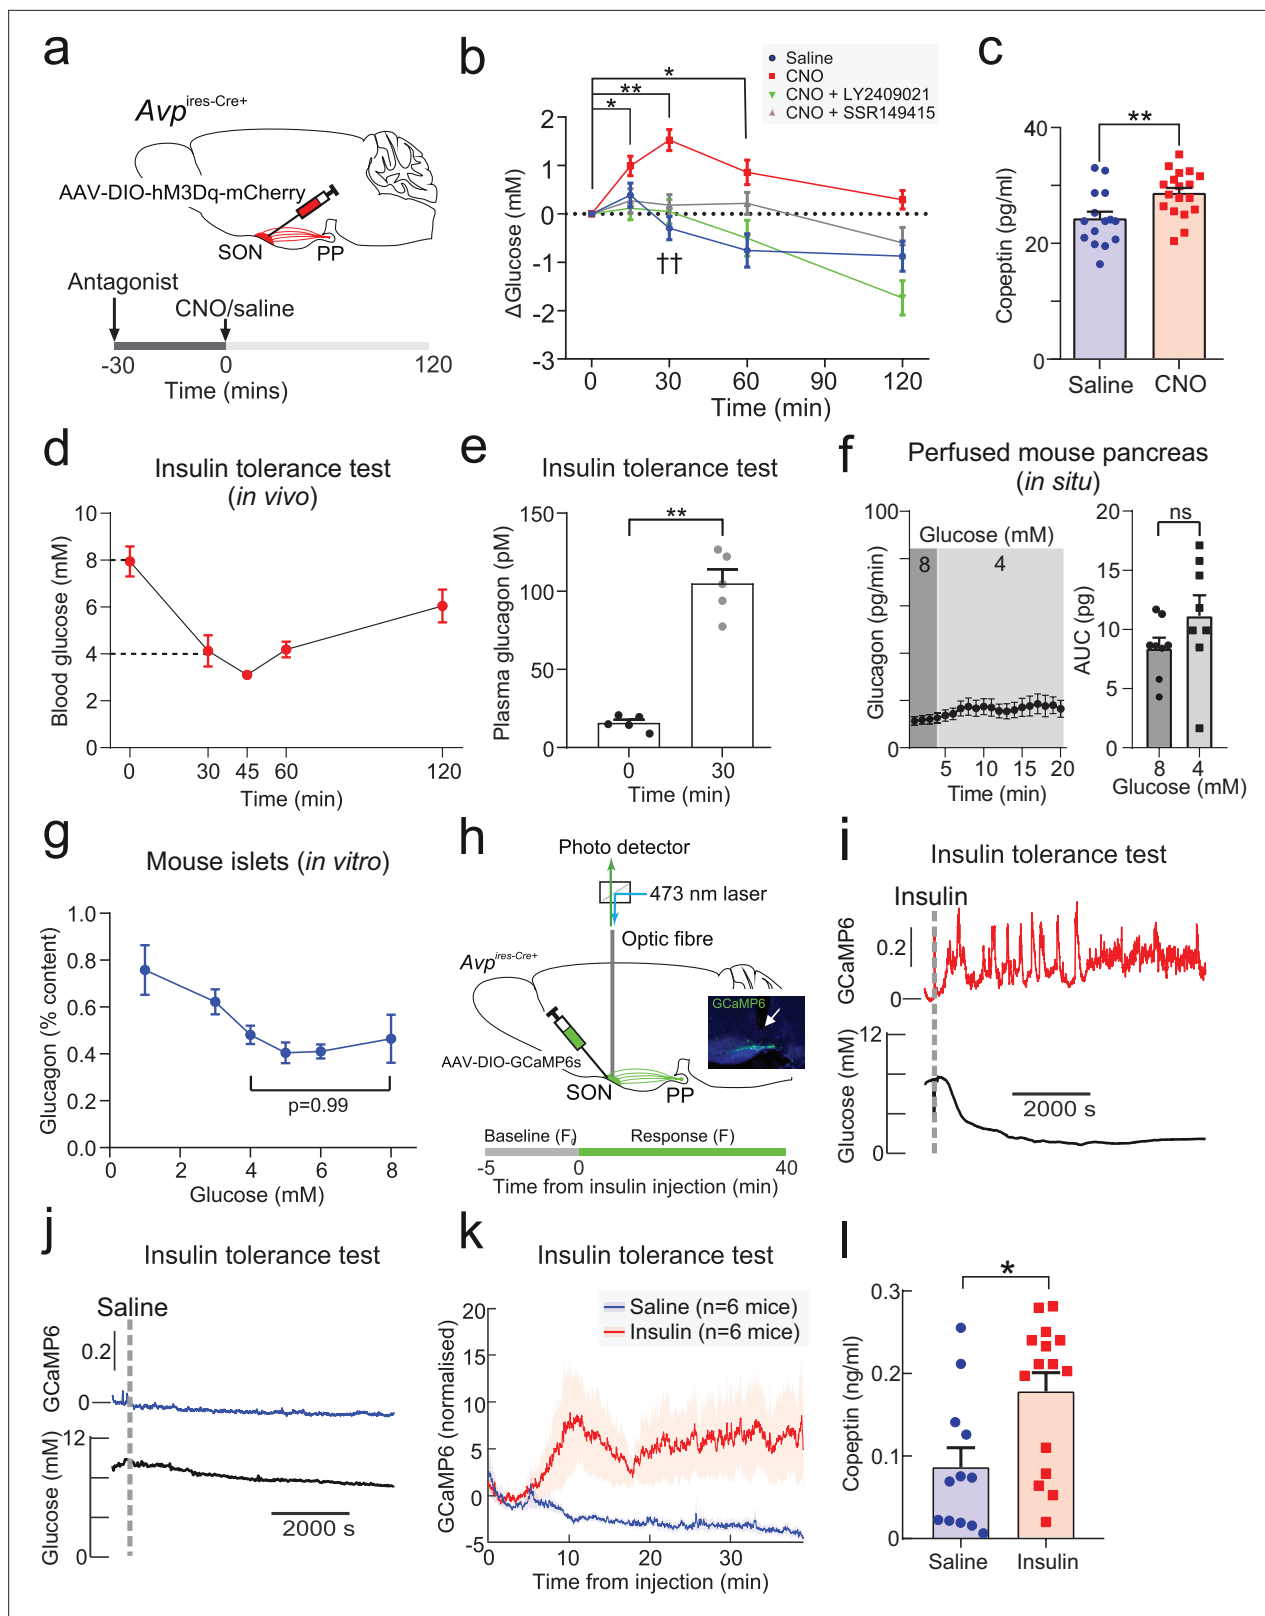 a
Avp ires-Cre+
AAV-DIO-hM3Dq-mCherry
SON
PP
Antagonist
CNO/saline
-30
0
120
Time (mins)
b
Saline
CNO
CNO + LY2409021
CNO + SSR149415
*
**
*
††
ΔGlucose (mM)
2
1
0
-1
-2
-3
0
30
60
90
120
Time (min)
c
**
Copeptin (pg/ml)
40
20
0
Saline
CNO
d
Insulin tolerance test
(in vivo)
Blood glucose (mM)
10
8
6
4
2
0
0
30
45
60
120
Time (min)
e
Insulin tolerance test
**
Plasma glucagon (pM)
150
100
50
0
0
30
Time (min)
f
Perfused mouse pancreas
(in situ)
Glucagon (pg/min)
100
0
Glucose (mM)
8
4
5
10
15
20
Time (min)
ns
AUC (pg)
20
15
10
5
0
8
4
Glucose (mM)
g
Mouse islets (in vitro)
Glucagon (% content)
1.0
0.8
0.6
0.4
0.2
0.0
p=0.99
0
2
4
6
8
Glucose (mM)
h
Photo detector
473 nm laser
Optic fibre
Avp ires-Cre+
GCaMP6
AAV-DIO-GCaMP6s
SON
PP
Baseline (F0)
Response (F)
-5
0
40
Time from insulin injection (min)
i
Insulin tolerance test
Insulin
GCaMP6
0.2
0
Glucose (mM)
12
0
2000 s
j
Insulin tolerance test
Saline
GCaMP6
0.2
0
Glucose (mM)
12
0
2000 s
k
Insulin tolerance test
Saline (n=6 mice)
Insulin (n=6 mice)
GCaMP6 (normalised)
20
15
10
5
0
-5
0
10
20
30
Time from injection (min)
l
*
Copeptin (ng/ml)
0.3
0.2
0.1
0
Saline
Insulin